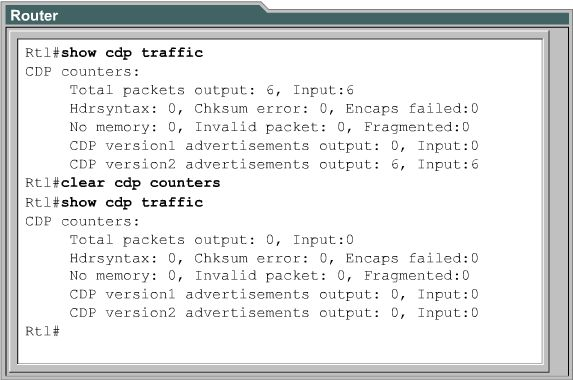 Router
Rtl#show cdp traffic
CDP counters:
Total packets output: 6, Input:6
Hdrsyntax: 0, Chksum error: 0, Encaps failed:0
No memory: 0, Invalid packet: 0, Fragmented:0
CDP version1 advertisements output: 0, Input:0
CDP version2 advertisements output: 6, Input:6
Rtl#clear cdp counters
Rtl#show cdp traffic
CDP counters:
Total packets output: 0, Input:0
Hdrsyntax: 0, Chksum error: 0, Encaps failed:0
No memory: 0, Invalid packet: 0, Fragmented:0
CDP version1 advertisements output: 0, Input:0
CDP version2 advertisements output: 0, Input:0
Rtl#